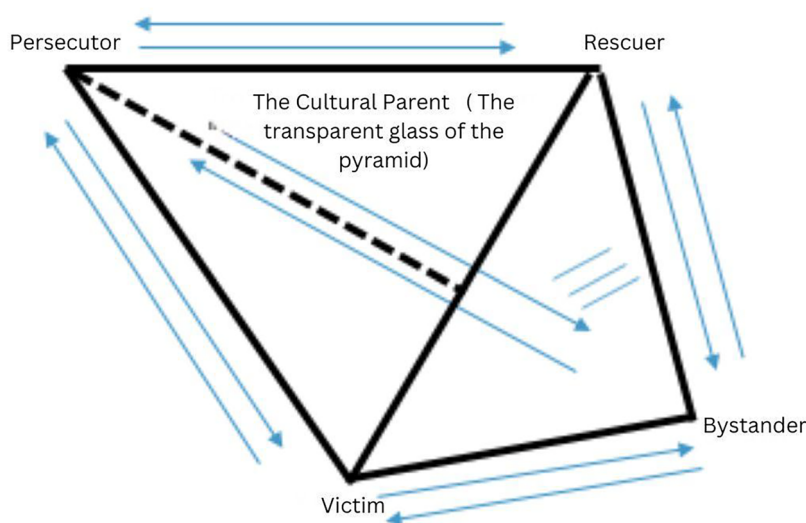 Persecutor
Rescuer
The Cultural Parent ( The
transparent glass of the
pyramid)
Bystander
Victim